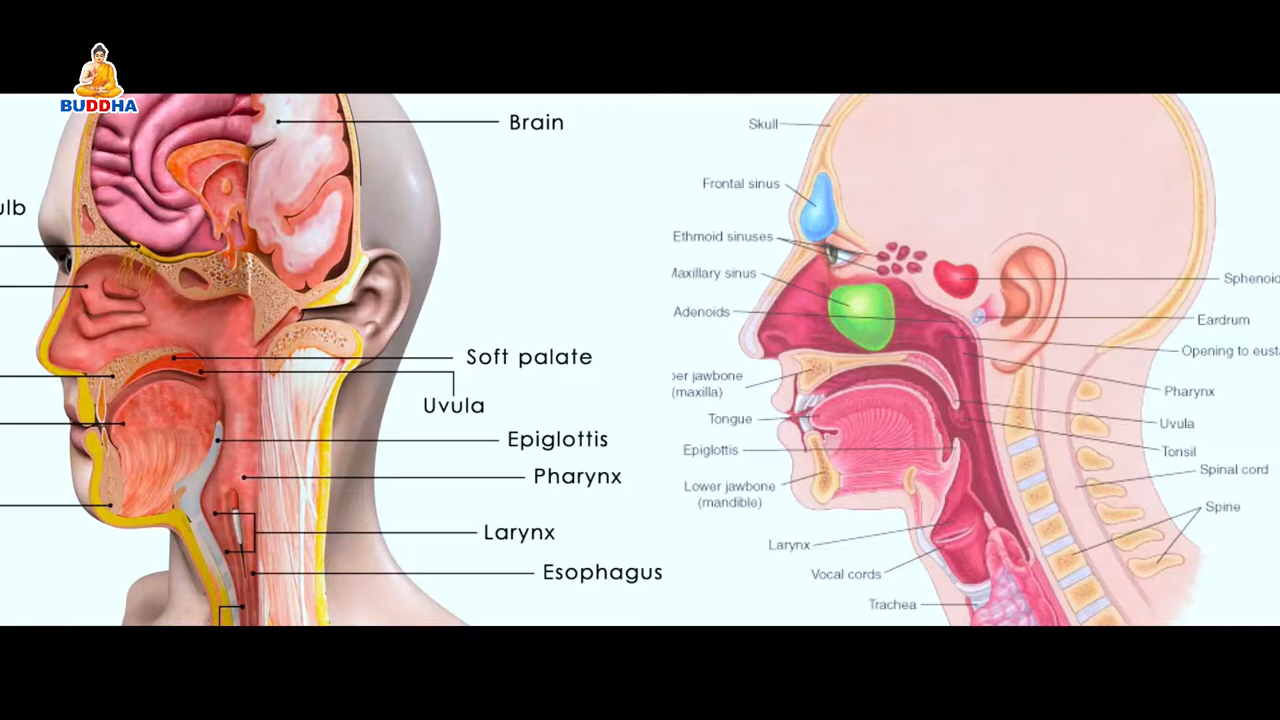 BUDDHA
Brain
ulb
Soft palate
Uvula
Epiglottis
Pharynx
Larynx
Esophagus
Skull
Frontal sinus
Ethmoid sinuses
Maxillary sinus
Adenoids
per jawbone
(maxilla)
Tongue
Epiglottis
Lower jawbone
(mandible)
Larynx
Vocal cords
Trachea
Sphenoid
Eardrum
Opening to eusta
Pharynx
Uvula
Tonsil
Spinal cord
Spine